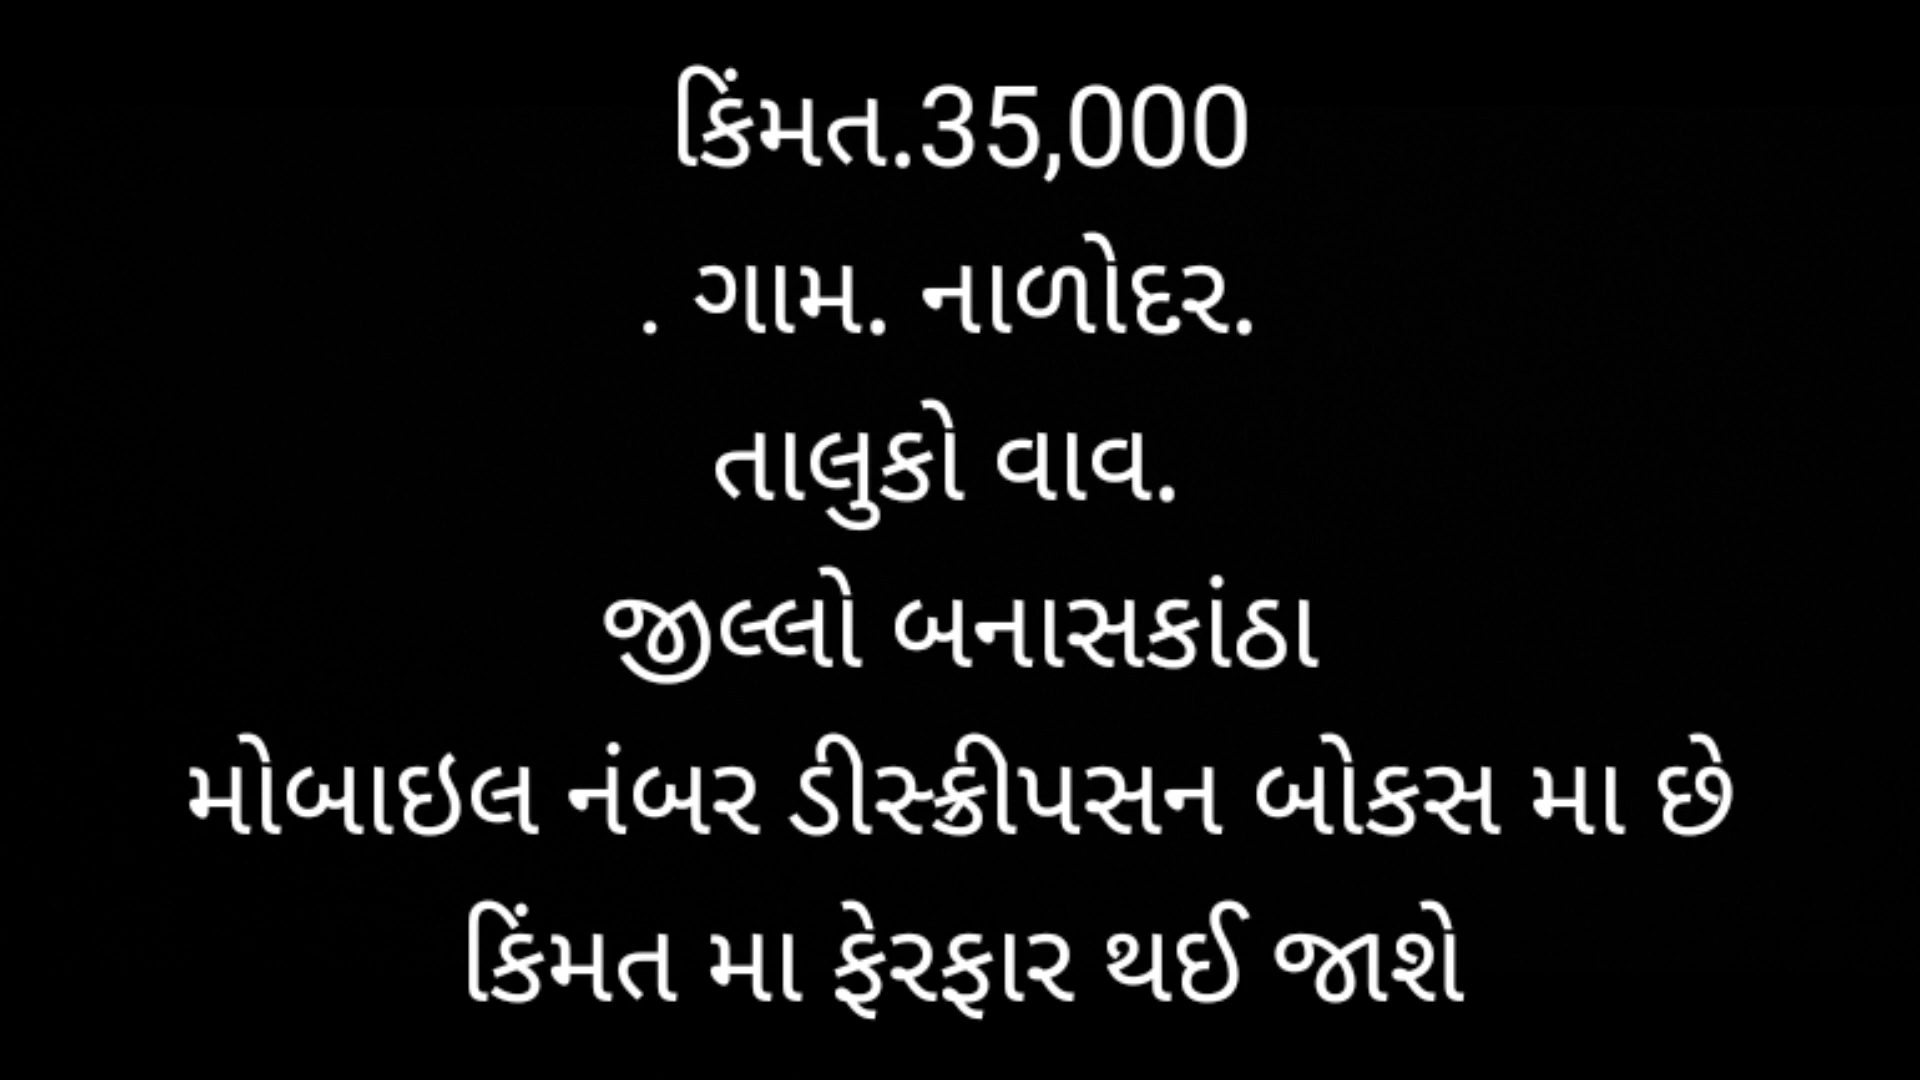 કિંમત.35,000
. ગામ. નાળોદર.
તાલુકો વાવ.
જીલ્લો બનાસકાંઠા
મોબાઇલ નંબર ડીસ્ક્રીપસન બોકસ મા છે
કિંમત મા ફેરફાર થઈ જાશે